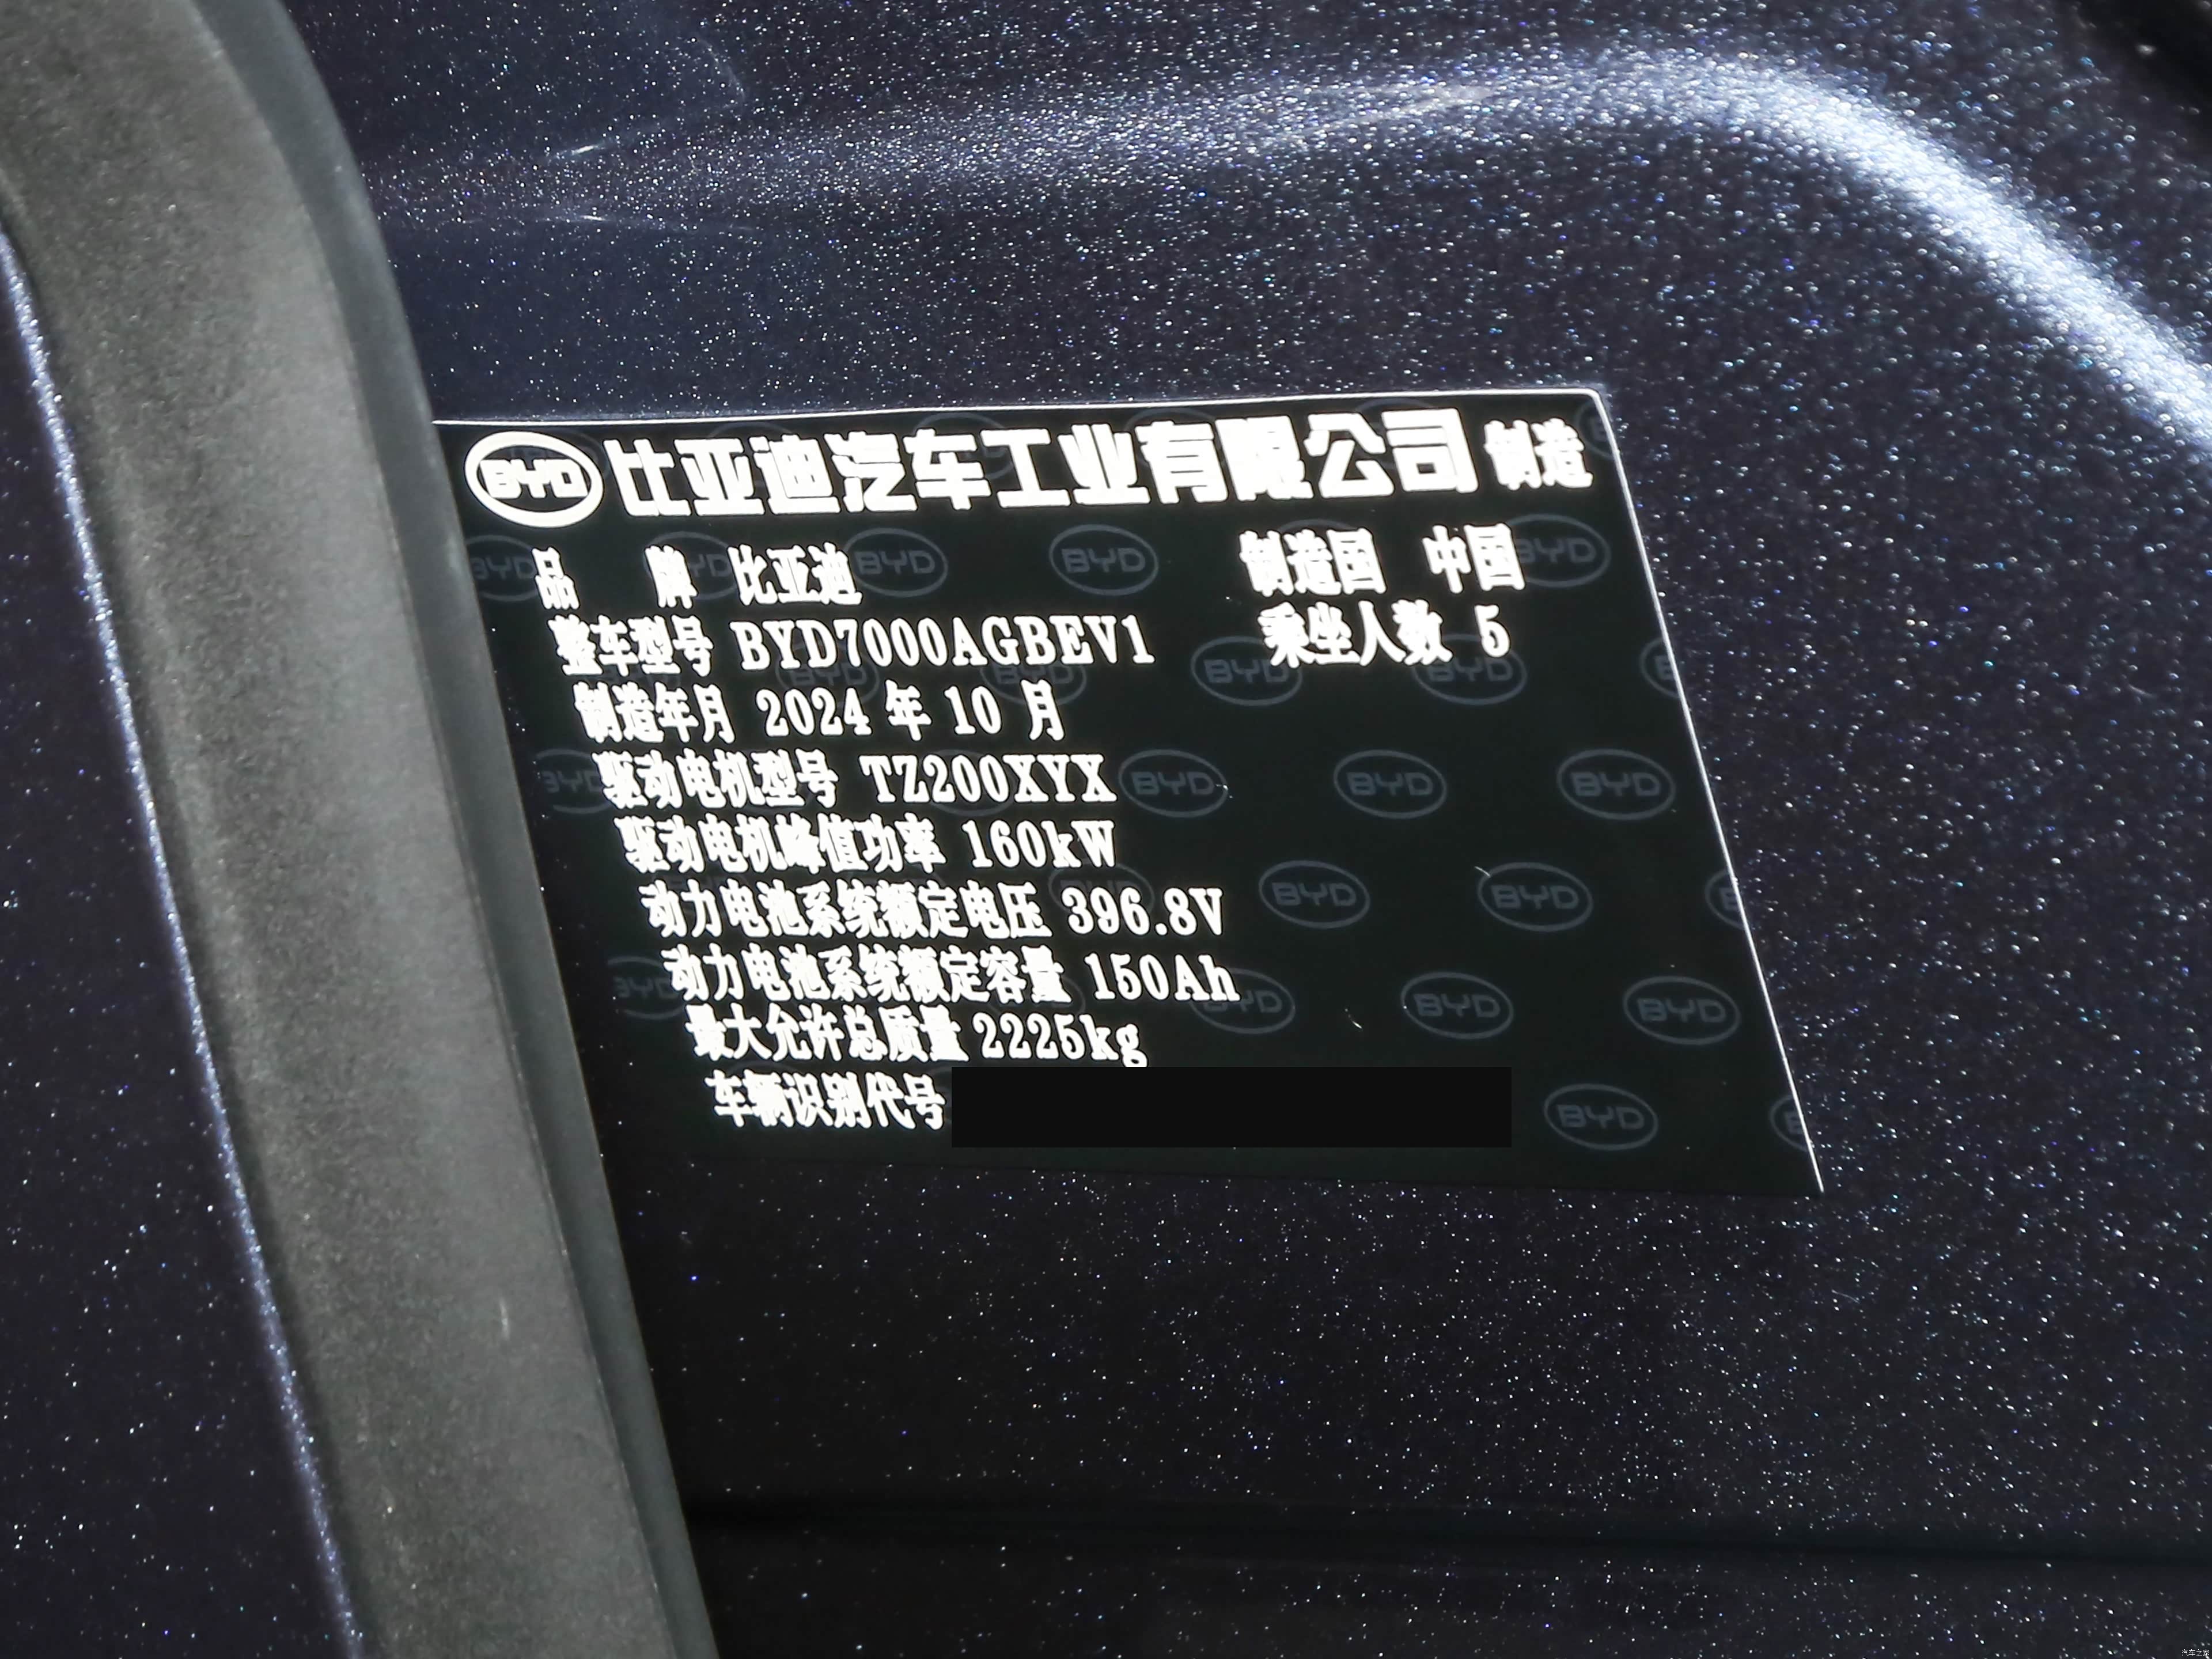 BYD 比亚迪汽车工业有限公司 制造
品 牌 比亚迪 制造国 中国
整车型号 BYD7000AGBEV1 乘坐人数 5
制造年月 2024 年 10 月
驱动电机型号 TZ200XYX
驱动电机峰值功率 160kW
动力电池系统额定电压 396.8V
动力电池系统额定容量 150Ah
最大允许总质量 2225kg
车辆识别代号
汽车之家